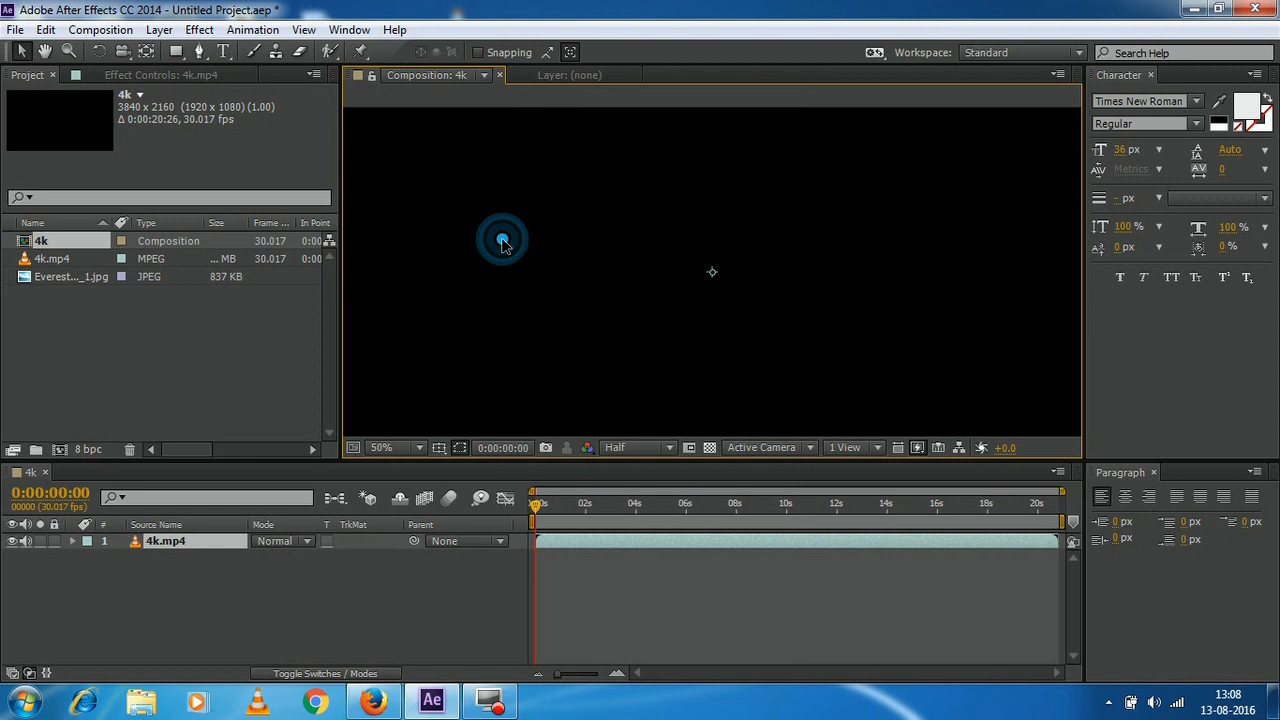 Adobe After Effects CC 2014 - Untitled Project.aep *
File Edit Composition Layer Effect Animation View Window Help
Snapping Workspace: Standard Search Help
Project Effect Controls: 4k.mp4 Composition: 4k Layer: (none) Character
4k
3840 x 2160 (1920 x 1080) (1.00)
Δ 0:00:20:26, 30.017 fps
Times New Roman
Regular
36 px Auto
Metrics 0
- px
100 % 100 %
0 px 0 %
T T TT Tт T¹ T₁
Name Type Size Frame ... In Point
4k Composition 30.017 0:00
4k.mp4 MPEG ... MB 30.017 0:00
Everest..._1.jpg JPEG 837 KB
8 bpc 50% 0:00:00:00 Half Active Camera 1 View +0.0
4k Paragraph
0:00:00:00
00000 (30.017 fps)
:00s 02s 04s 06s 08s 10s 12s 14s 16s 18s 20s
Source Name Mode T TrkMat Parent
1 4k.mp4 Normal None
0 px 0 px 0 px
0 px 0 px
Toggle Switches / Modes
Ae
13:08
13-08-2016